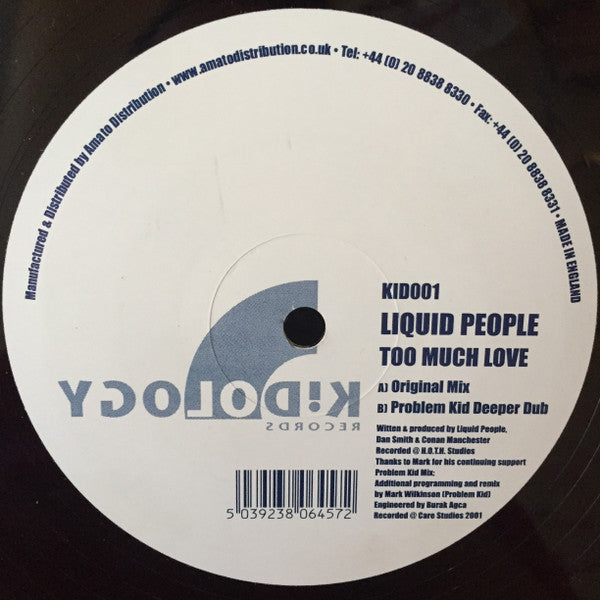 Manufactured & Distributed by Amato Distribution • www.amatodistribution.co.uk • Tel: +44 (0) 20 8838 8330 • Fax: +44 (0) 20 8838 8331 • MADE IN ENGLAND
KID001
LIQUID PEOPLE
TOO MUCH LOVE
A) Original Mix
B) Problem Kid Deeper Dub
K!DOLOGY
RECORDS
Witten & produced by Liquid People,
Dan Smith & Conan Manchester
Recorded @ H.O.T.H. Studios
Thanks to Mark for his continuing support
Problem Kid Mix;
Additional programming and remix
by Mark Wilkinson (Problem Kid)
Engineered by Burak Agca
Recorded @ Care Studios 2001
5 039238 064572